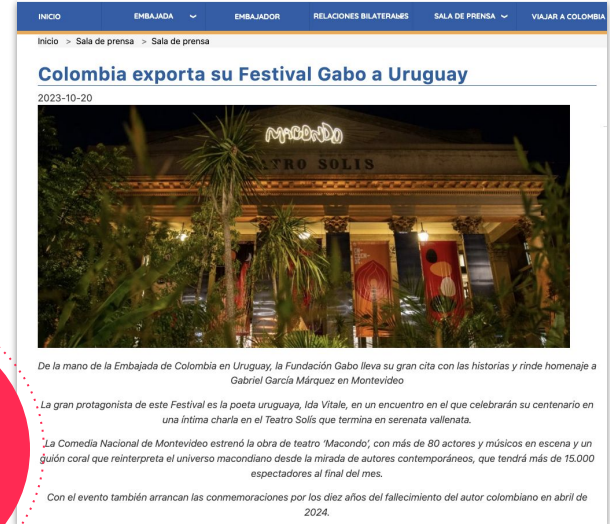 INICIO EMBAJADA EMBAJADOR RELACIONES BILATERALES SALA DE PRENSA VIAJAR A COLOMBIA
Inicio > Sala de prensa > Sala de prensa
Colombia exporta su Festival Gabo a Uruguay
2023-10-20
MACONDO
TRO SOLIS
De la mano de la Embajada de Colombia en Uruguay, la Fundación Gabo lleva su gran cita con las historias y rinde homenaje a
Gabriel García Márquez en Montevideo
La gran protagonista de este Festival es la poeta uruguaya, Ida Vitale, en un encuentro en el que celebrarán su centenario en
una íntima charla en el Teatro Solís que termina en serenata vallenata.
La Comedia Nacional de Montevideo estrenó la obra de teatro ‘Macondo’, con más de 80 actores y músicos en escena y un
guión coral que reinterpreta el universo macondiano desde la mirada de autores contemporáneos, que tendrá más de 15.000
espectadores al final del mes.
Con el evento también arrancan las conmemoraciones por los diez años del fallecimiento del autor colombiano en abril de
2024.